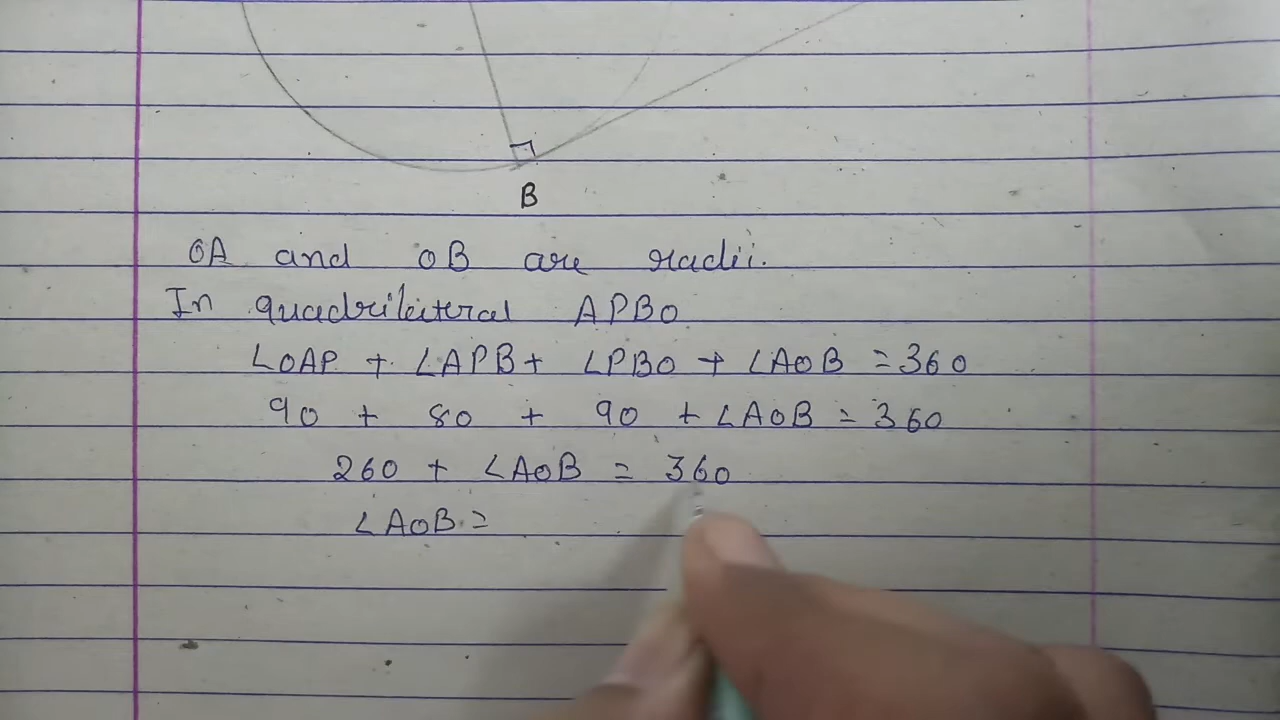 B
OA and OB are radii.
In quadrilateral APBO
∠OAP + ∠APB + ∠PBO + ∠AOB = 360
90 + 80 + 90 + ∠AOB = 360
260 + ∠AOB = 360
∠AOB =